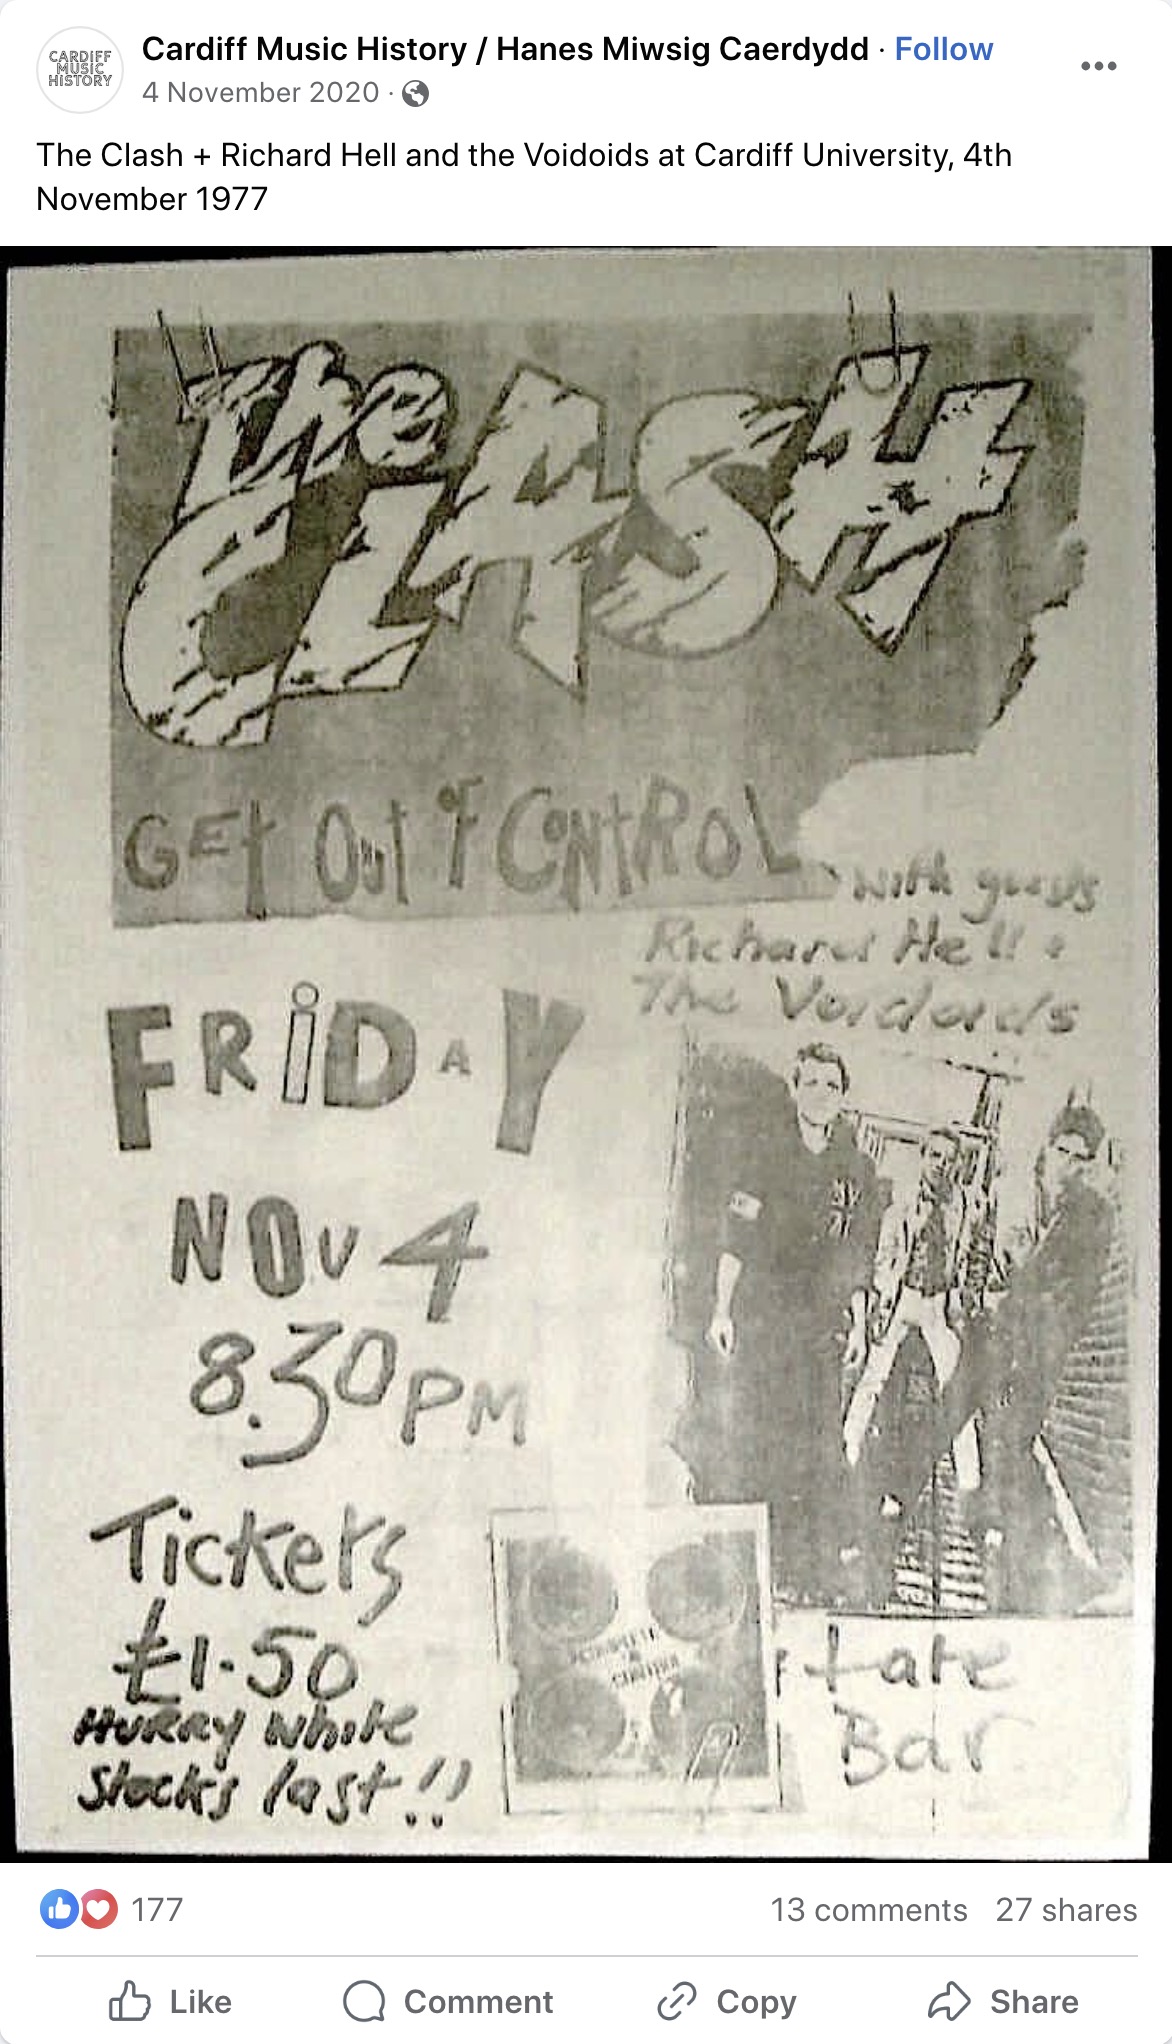 CARDIFF
MUSIC
HISTORY
Cardiff Music History / Hanes Miwsig Caerdydd · Follow
4 November 2020 ·
The Clash + Richard Hell and the Voidoids at Cardiff University, 4th
November 1977
The
CLASH
GEt Out OF CONtROL
with guests
Richard Hell +
The Voidoids
FRiDAY
NOv 4
8.30PM
Tickets
£1.50
Hurry White
Stocks last!!
Late
Bar
177
13 comments 27 shares
Like Comment Copy Share